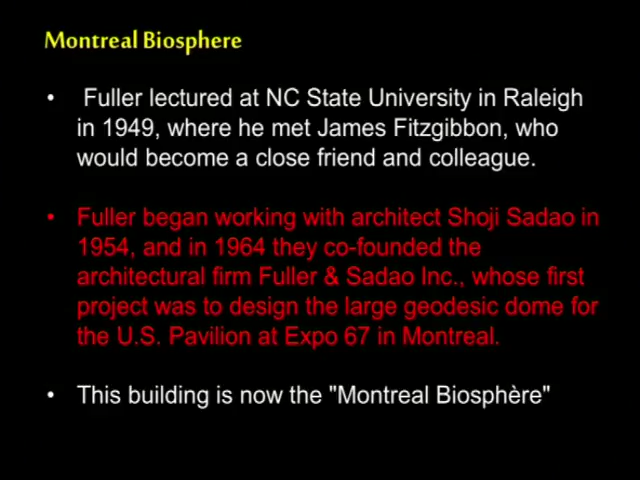 Montreal Biosphere
• Fuller lectured at NC State University in Raleigh
in 1949, where he met James Fitzgibbon, who
would become a close friend and colleague.
• Fuller began working with architect Shoji Sadao in
1954, and in 1964 they co-founded the
architectural firm Fuller & Sadao Inc., whose first
project was to design the large geodesic dome for
the U.S. Pavilion at Expo 67 in Montreal.
• This building is now the "Montreal Biosphère"